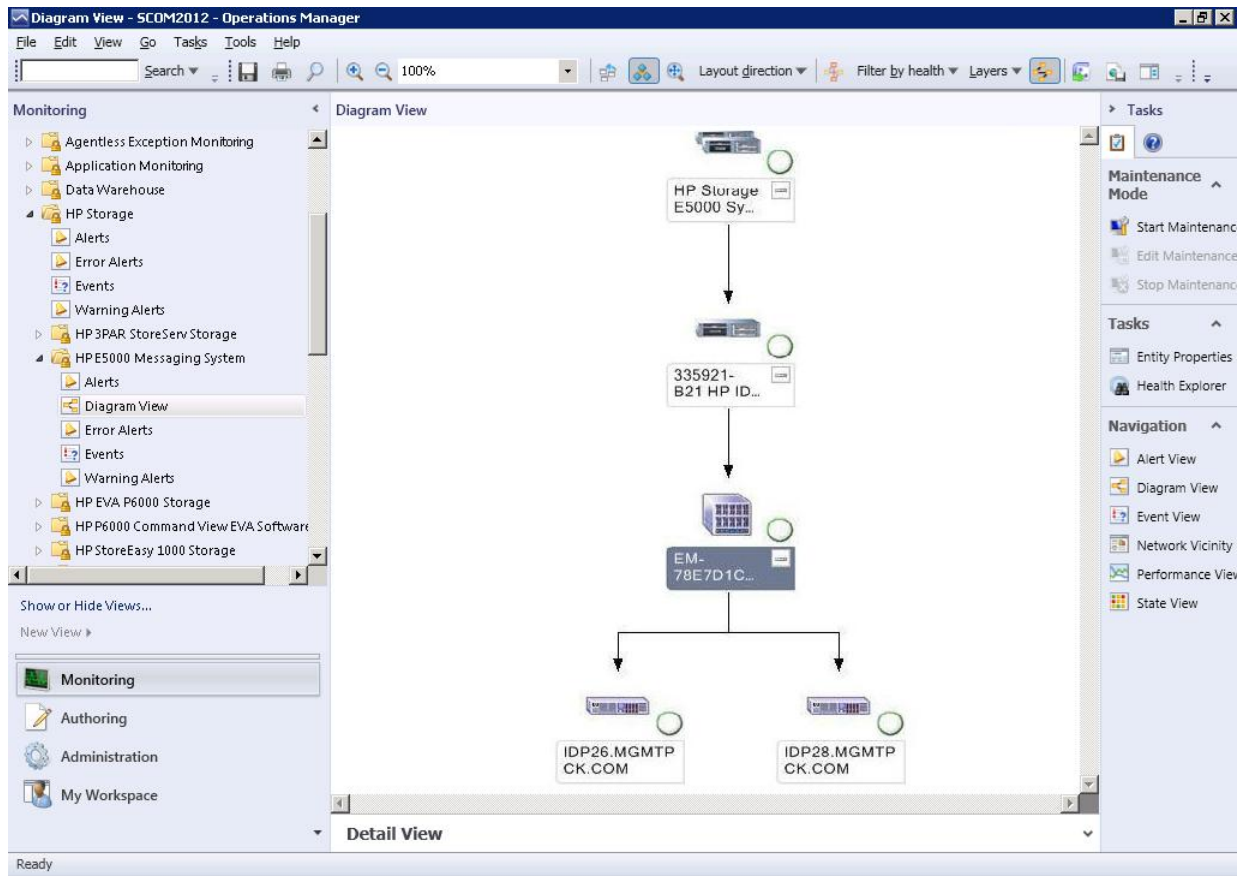 Diagram View - SCOM2012 - Operations Manager
File Edit View Go Tasks Tools Help
Search 100% Layout direction Filter by health Layers
Monitoring
Agentless Exception Monitoring
Application Monitoring
Data Warehouse
HP Storage
Alerts
Error Alerts
Events
Warning Alerts
HP 3PAR StoreServ Storage
HP E5000 Messaging System
Alerts
Diagram View
Error Alerts
Events
Warning Alerts
HP EVA P6000 Storage
HP P6000 Command View EVA Software
HP StoreEasy 1000 Storage
Show or Hide Views...
New View
Monitoring
Authoring
Administration
My Workspace
Diagram View
HP Storage
E5000 Sy...
335921-
B21 HP ID...
EM-
78E7D1C...
IDP26.MGMTP
CK.COM
IDP28.MGMTP
CK.COM
Detail View
Tasks
Maintenance
Mode
Start Maintenanc
Edit Maintenance
Stop Maintenanc
Tasks
Entity Properties
Health Explorer
Navigation
Alert View
Diagram View
Event View
Network Vicinity
Performance View
State View
Ready